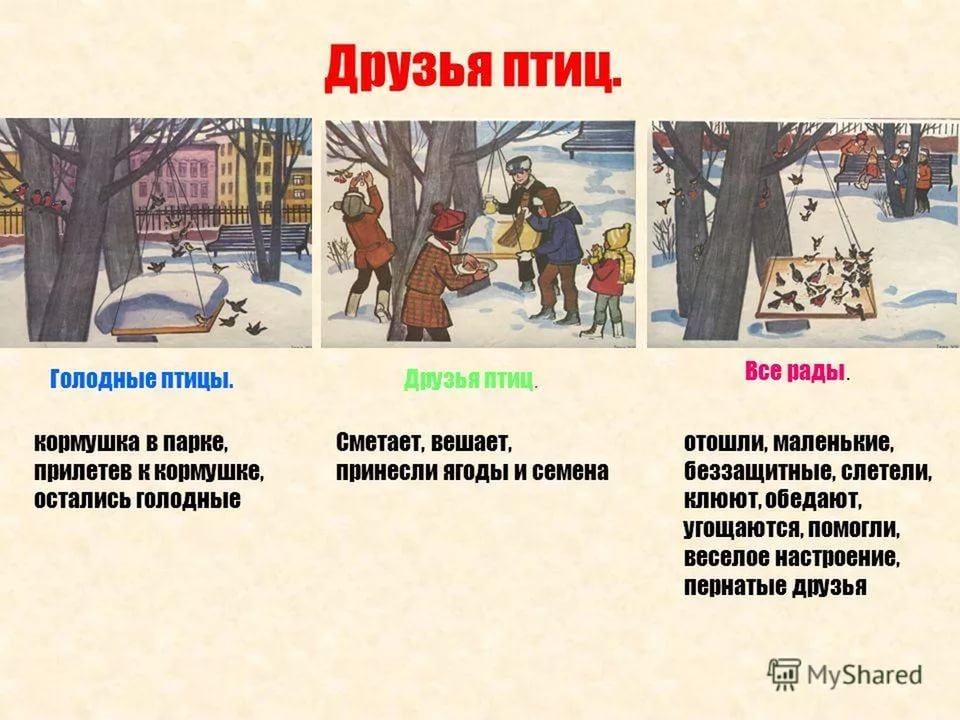 Друзья птиц.
Голодные птицы.
Друзья птиц.
Все рады.
кормушка в парке,
прилетев к кормушке,
остались голодные
Сметает, вешает,
принесли ягоды и семена
отошли, маленькие,
беззащитные, слетели,
клюют, обедают,
угощаются, помогли,
веселое настроение,
пернатые друзья
MyShared